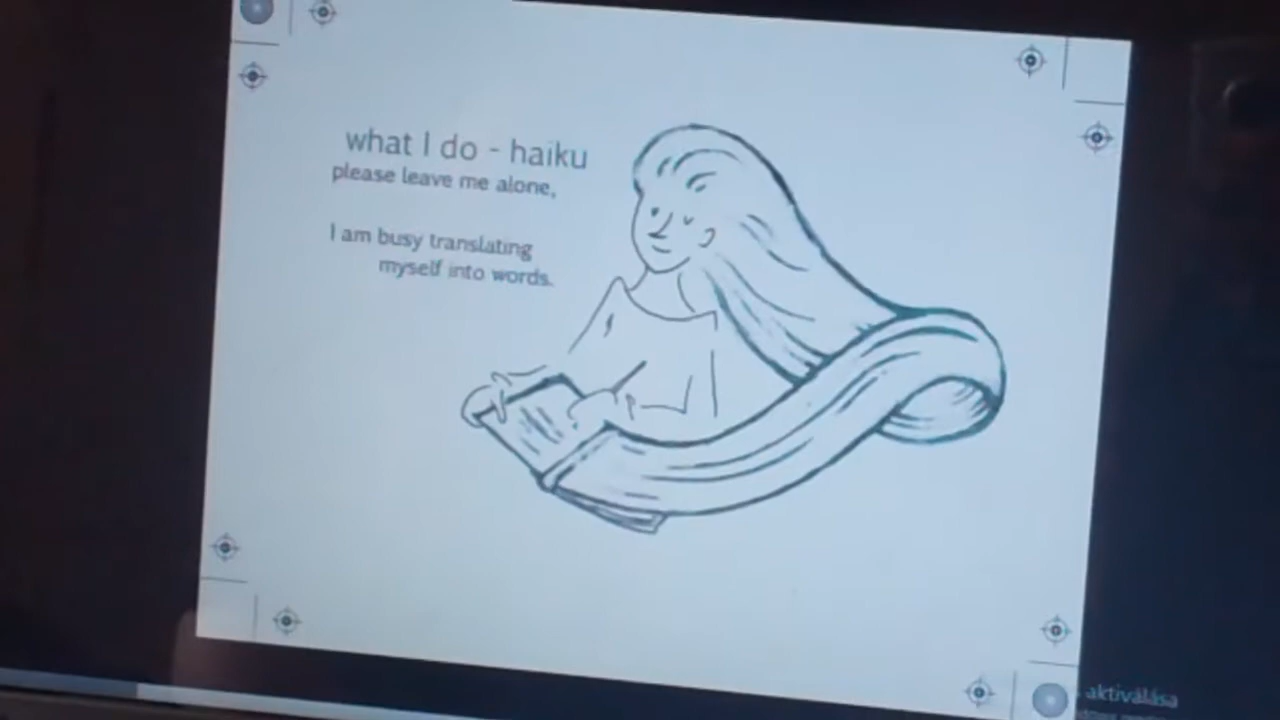 what I do - haiku
please leave me alone,
I am busy translating
myself into words.
aktiválása